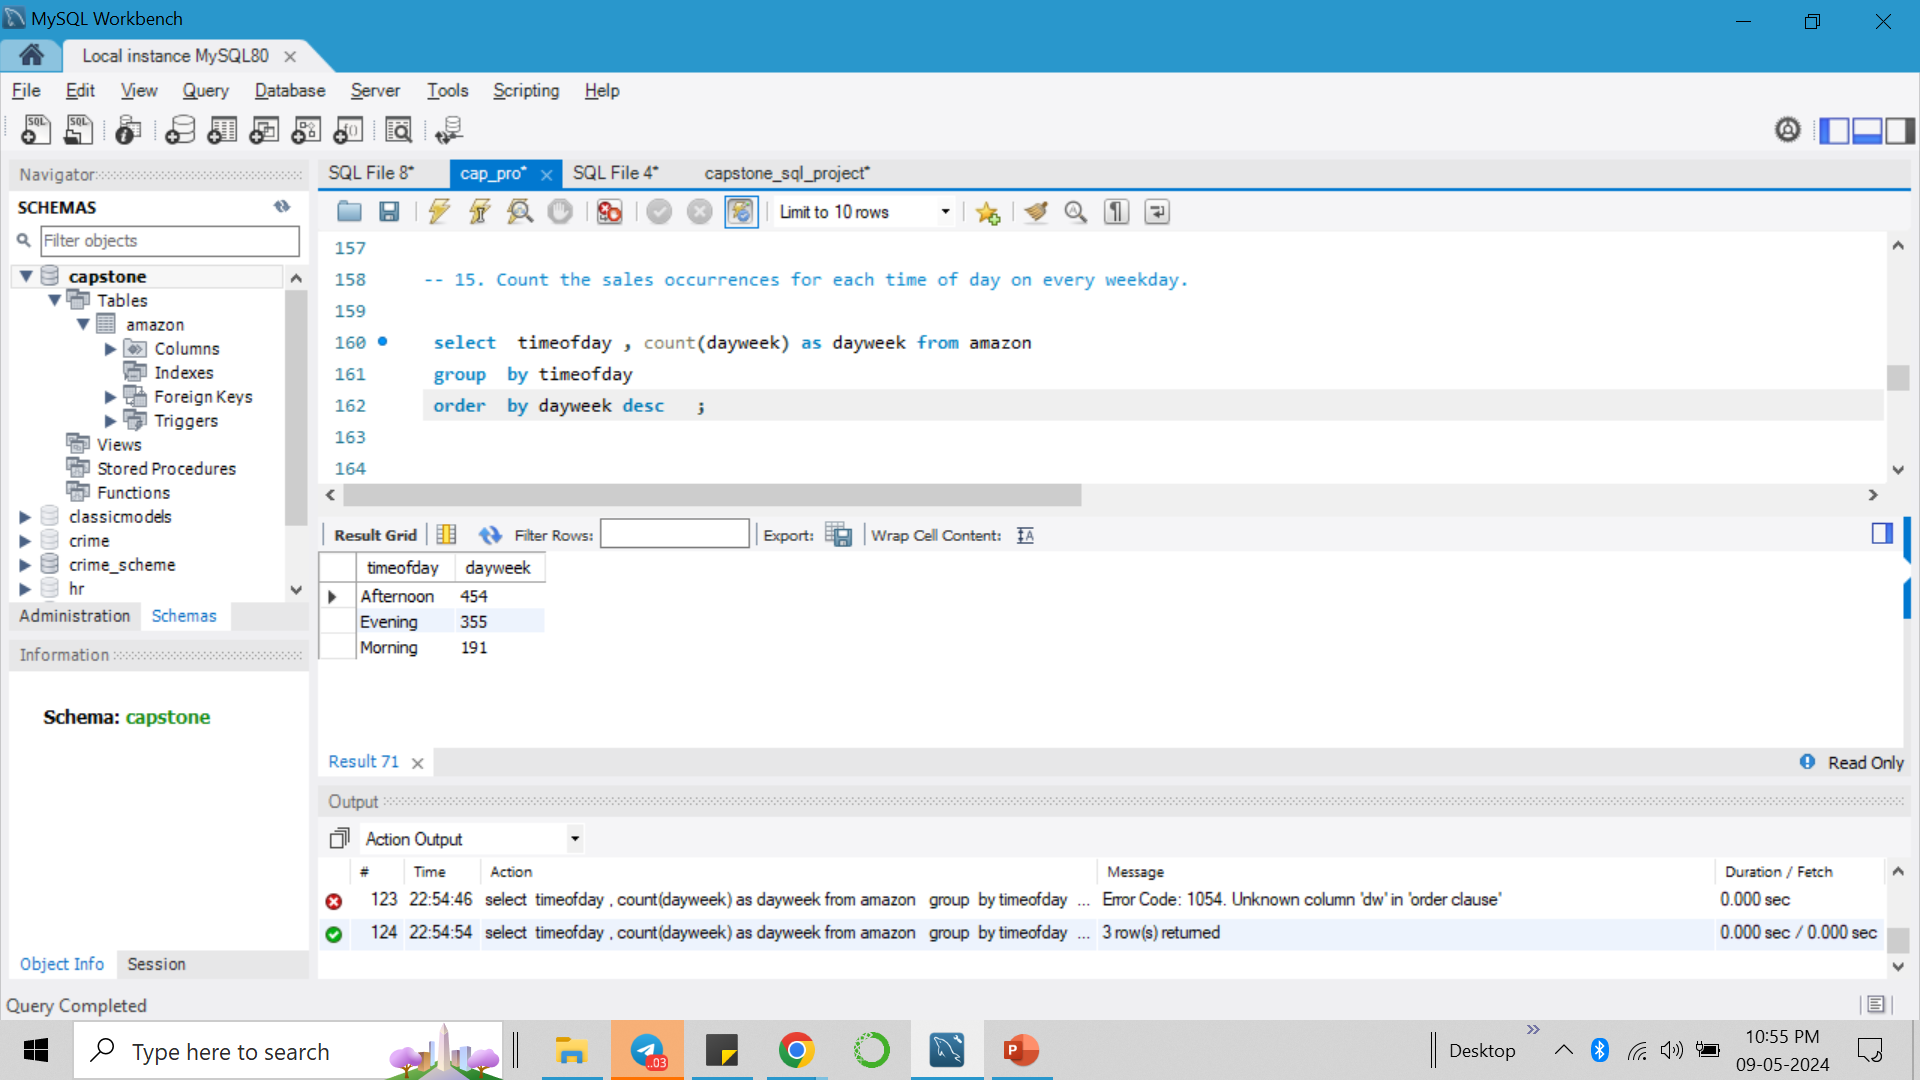 MySQL Workbench
Local instance MySQL80
File Edit View Query Database Server Tools Scripting Help
Navigator
SCHEMAS
Filter objects
capstone
Tables
amazon
Columns
Indexes
Foreign Keys
Triggers
Views
Stored Procedures
Functions
classicmodels
crime
crime_scheme
hr
Administration Schemas
Information
Schema: capstone
Object Info Session
SQL File 8* cap_pro* SQL File 4* capstone_sql_project*
Limit to 10 rows
157
158 -- 15. Count the sales occurrences for each time of day on every weekday.
159
160 select timeofday , count(dayweek) as dayweek from amazon
161 group by timeofday
162 order by dayweek desc ;
163
164
Result Grid Filter Rows: Export: Wrap Cell Content:
timeofday dayweek
Afternoon 454
Evening 355
Morning 191
Result 71 Read Only
Output
Action Output
# Time Action Message Duration / Fetch
123 22:54:46 select timeofday , count(dayweek) as dayweek from amazon group by timeofday ... Error Code: 1054. Unknown column 'dw' in 'order clause' 0.000 sec
124 22:54:54 select timeofday , count(dayweek) as dayweek from amazon group by timeofday ... 3 row(s) returned 0.000 sec / 0.000 sec
Query Completed
Type here to search
..03
Desktop
10:55 PM
09-05-2024